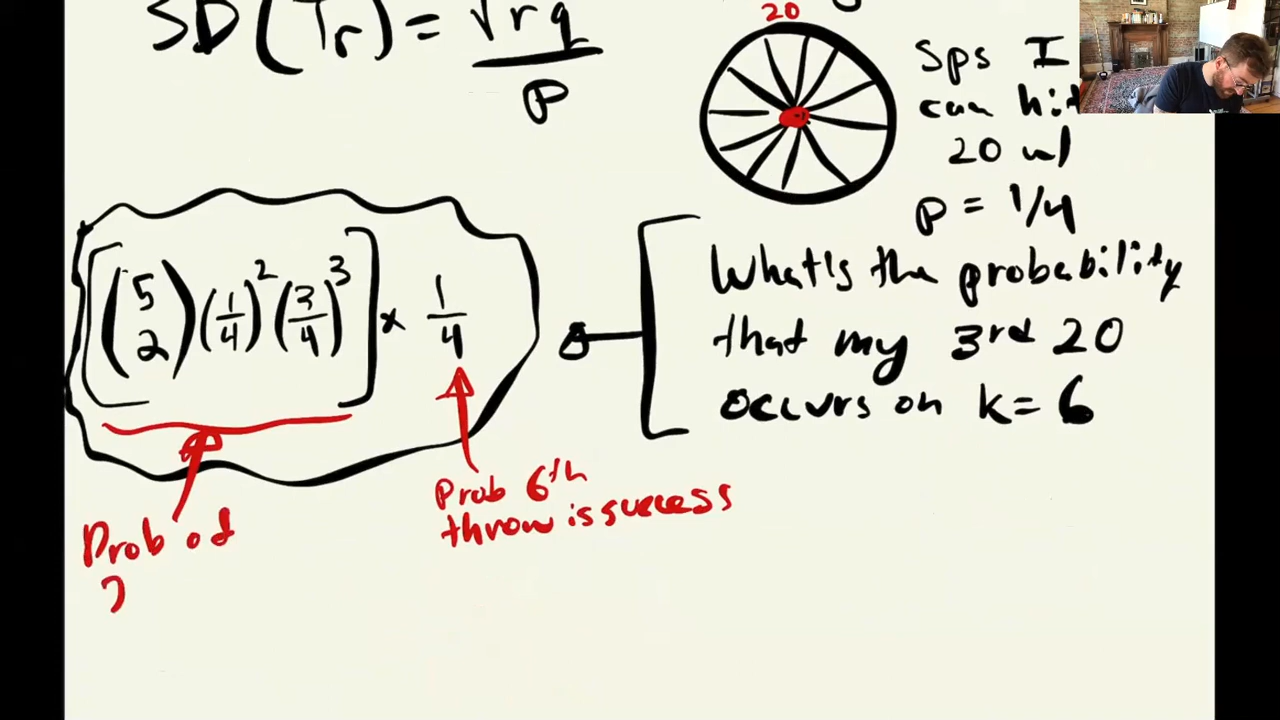 SD(Tr) = √rq / p
20
Sps I
can hit
20 w/
p = 1/4
[(5 2)(1/4)^2(3/4)^3] × 1/4
What's the probability
that my 3rd 20
occurs on k = 6
Prob 6th
throw is success
Prob of
2